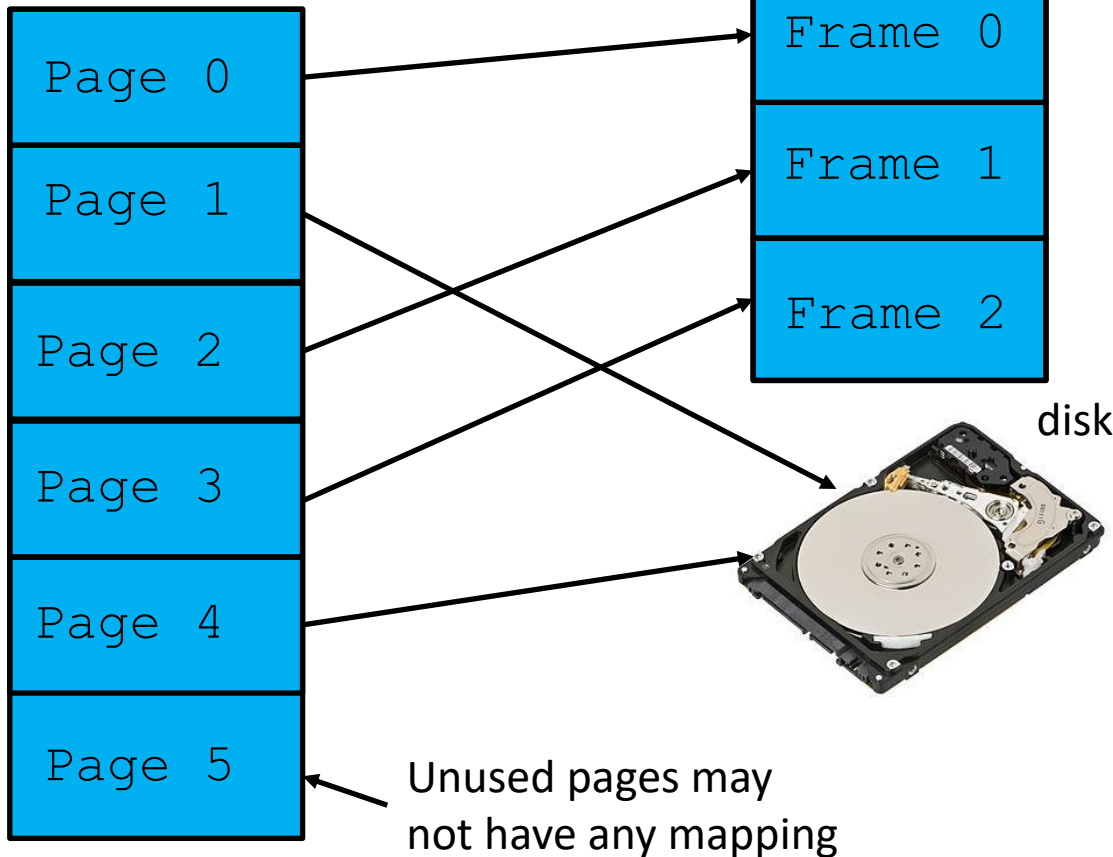 Page 0
Page 1
Page 2
Page 3
Page 4
Page 5
Frame 0
Frame 1
Frame 2
disk
Unused pages may
not have any mapping